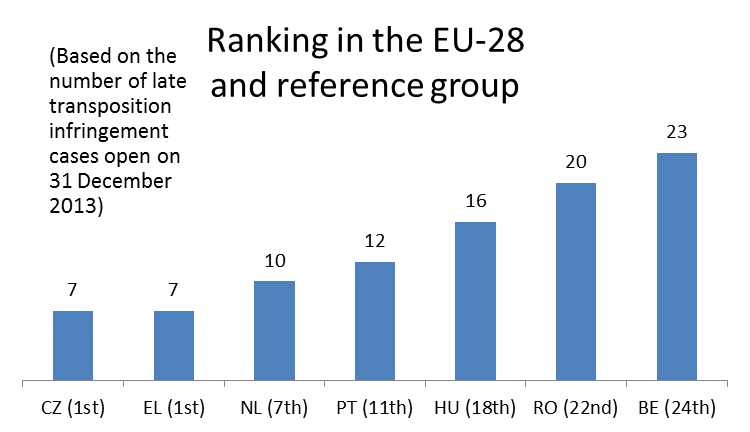 Ranking in the EU-28
and reference group
(Based on the
number of late
transposition
infringement
cases open on
31 December
2013)
7
7
10
12
16
20
23
CZ (1st)
EL (1st)
NL (7th)
PT (11th)
HU (18th)
RO (22nd)
BE (24th)